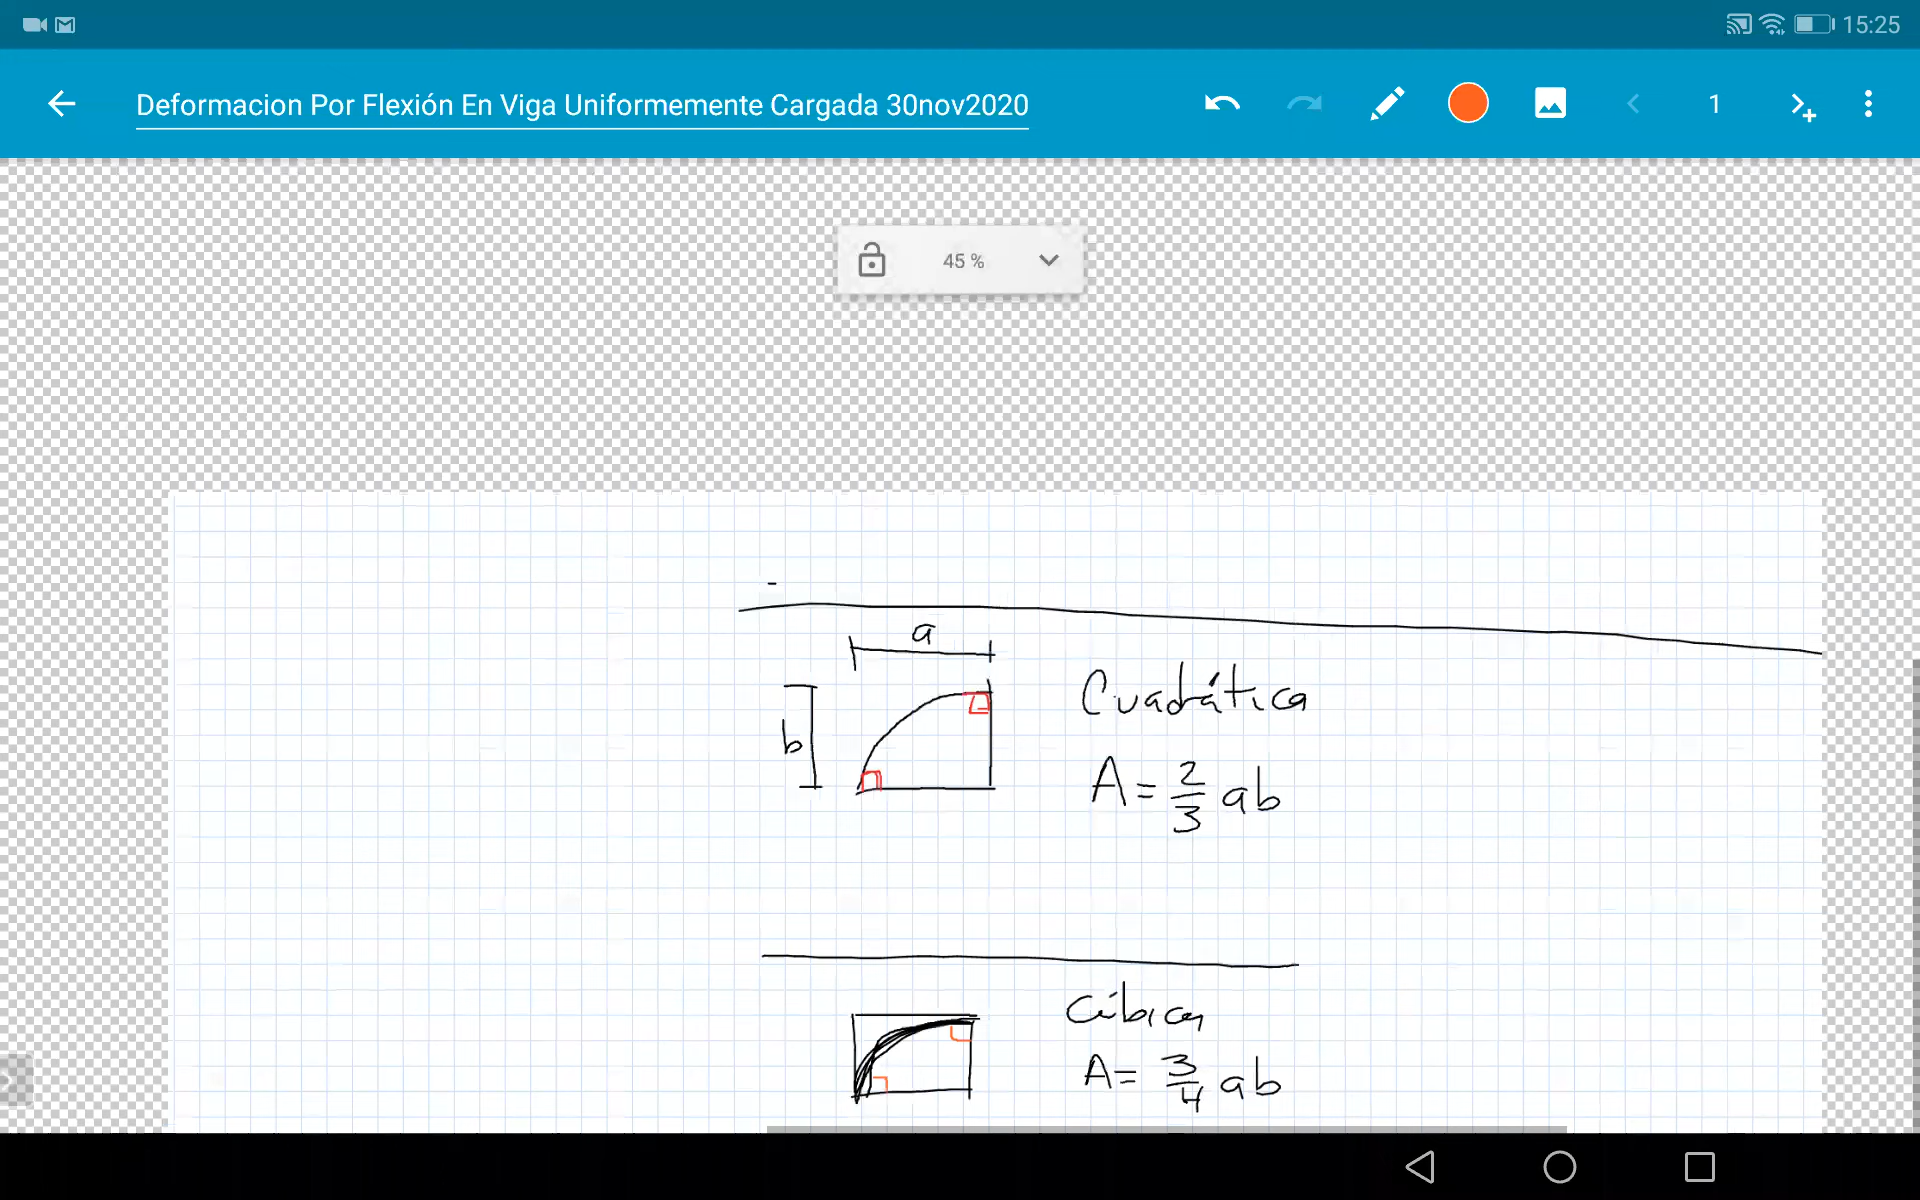 15:25
Deformacion Por Flexión En Viga Uniformemente Cargada 30nov2020
1
45 %
a
b
Cuadrática
A = 2/3 ab
Cúbica
A = 3/4 ab